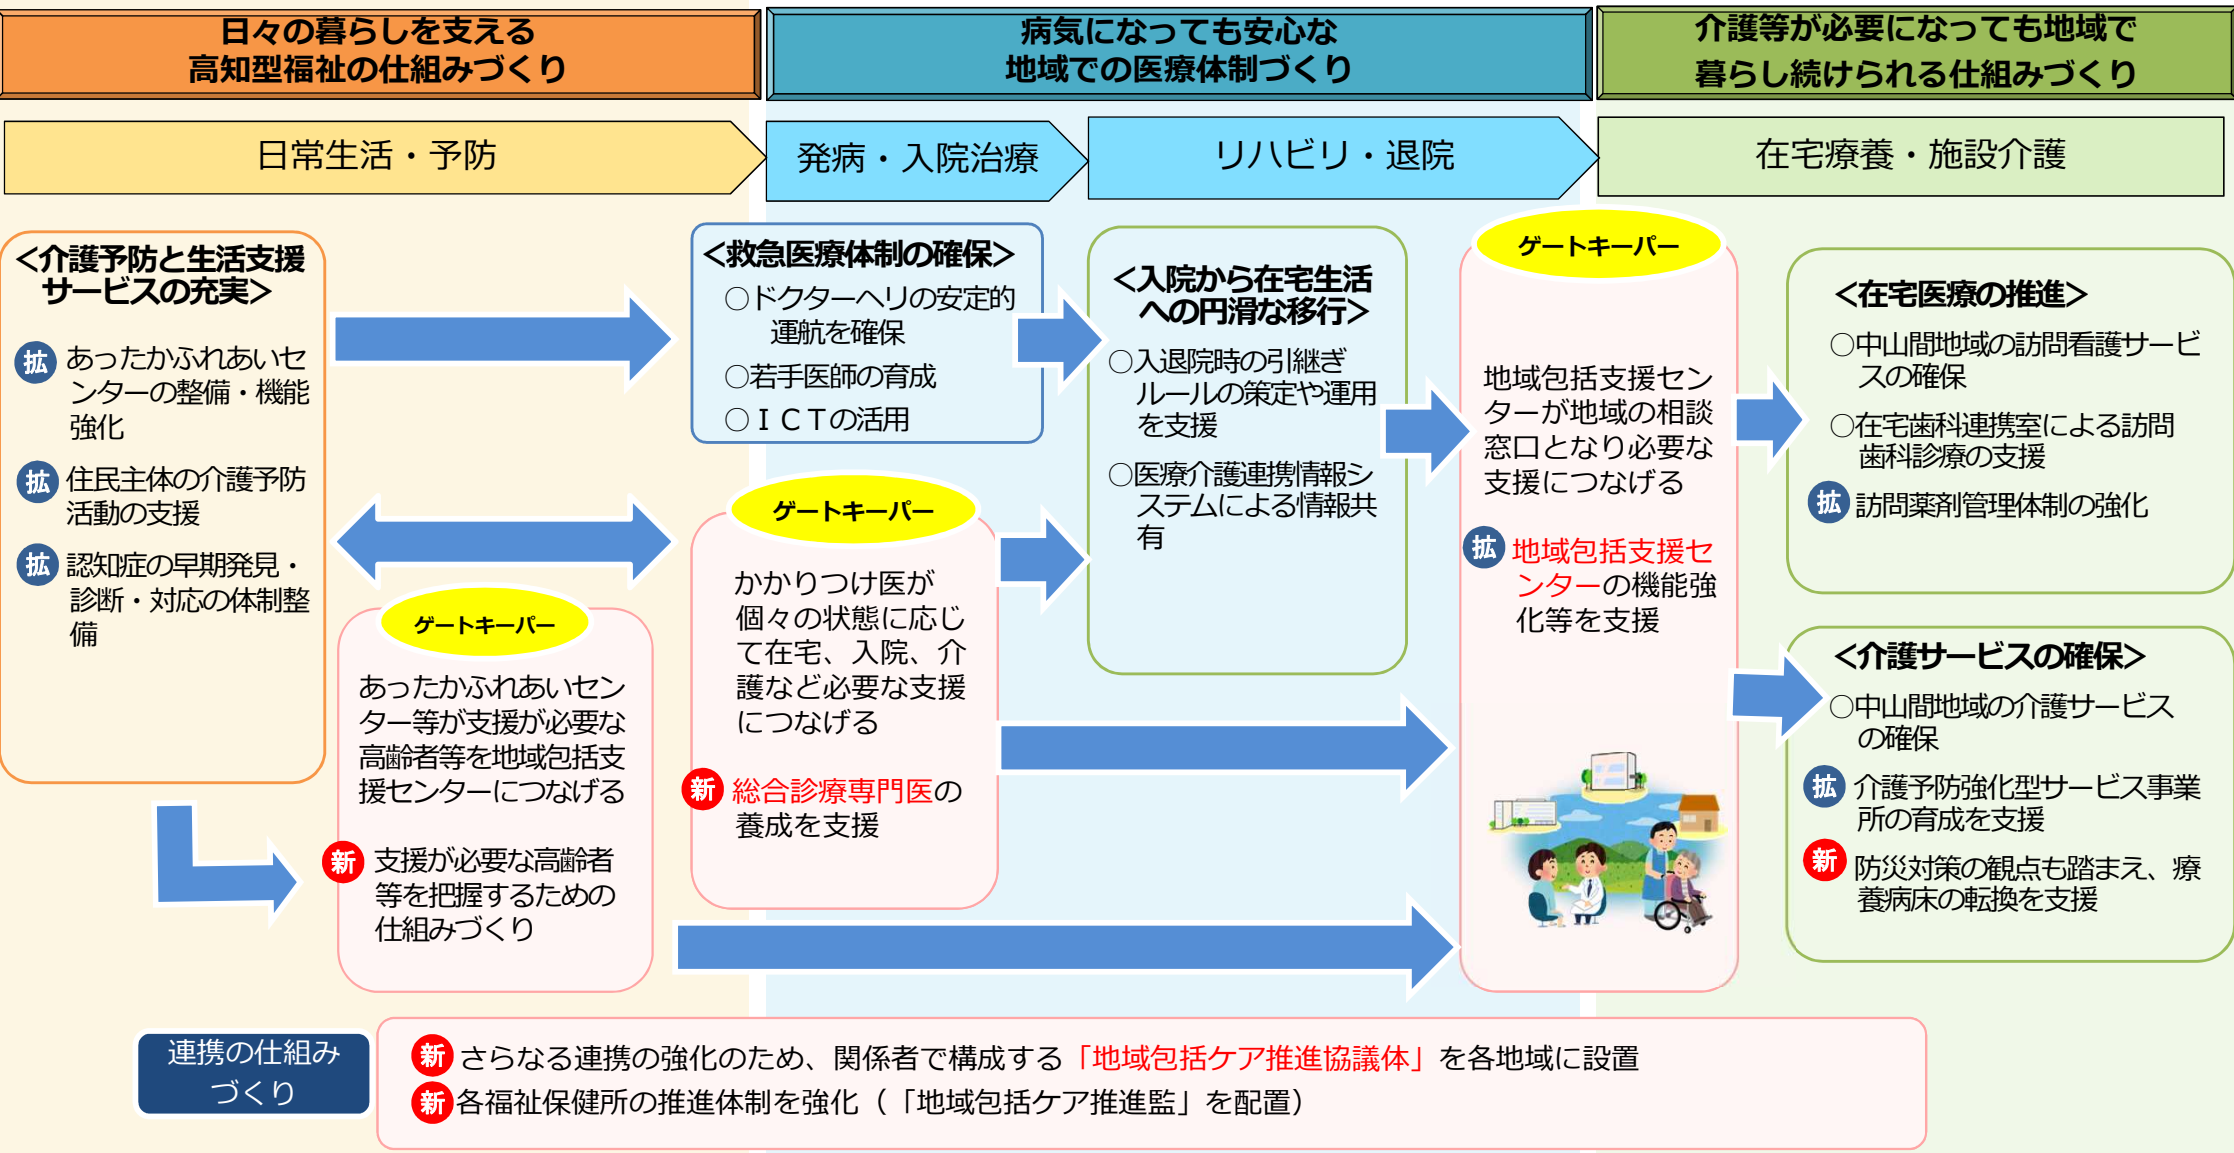 日々の暮らしを支える
高知型福祉の仕組みづくり
病気になっても安心な
地域での医療体制づくり
介護等が必要になっても地域で
暮らし続けられる仕組みづくり
日常生活・予防
発病・入院治療
リハビリ・退院
在宅療養・施設介護
＜介護予防と生活支援
サービスの充実＞
拡 あったかふれあいセ
ンターの整備・機能
強化
拡 住民主体の介護予防
活動の支援
拡 認知症の早期発見・
診断・対応の体制整
備
ゲートキーパー
あったかふれあいセン
ター等が支援が必要な
高齢者等を地域包括支
援センターにつなげる
新 支援が必要な高齢者
等を把握するための
仕組みづくり
＜救急医療体制の確保＞
○ドクターヘリの安定的
運航を確保
○若手医師の育成
○ＩＣＴの活用
ゲートキーパー
かかりつけ医が
個々の状態に応じ
て在宅、入院、介
護など必要な支援
につなげる
新 総合診療専門医の
養成を支援
＜入院から在宅生活
への円滑な移行＞
○入退院時の引継ぎ
ルールの策定や運用
を支援
○医療介護連携情報シ
ステムによる情報共
有
ゲートキーパー
地域包括支援セン
ターが地域の相談
窓口となり必要な
支援につなげる
拡 地域包括支援セ
ンターの機能強
化等を支援
＜在宅医療の推進＞
○中山間地域の訪問看護サービ
スの確保
○在宅歯科連携室による訪問
歯科診療の支援
拡 訪問薬剤管理体制の強化
＜介護サービスの確保＞
○中山間地域の介護サービス
の確保
拡 介護予防強化型サービス事業
所の育成を支援
新 防災対策の観点も踏まえ、療
養病床の転換を支援
連携の仕組み
づくり
新 さらなる連携の強化のため、関係者で構成する「地域包括ケア推進協議体」を各地域に設置
新 各福祉保健所の推進体制を強化（「地域包括ケア推進監」を配置）